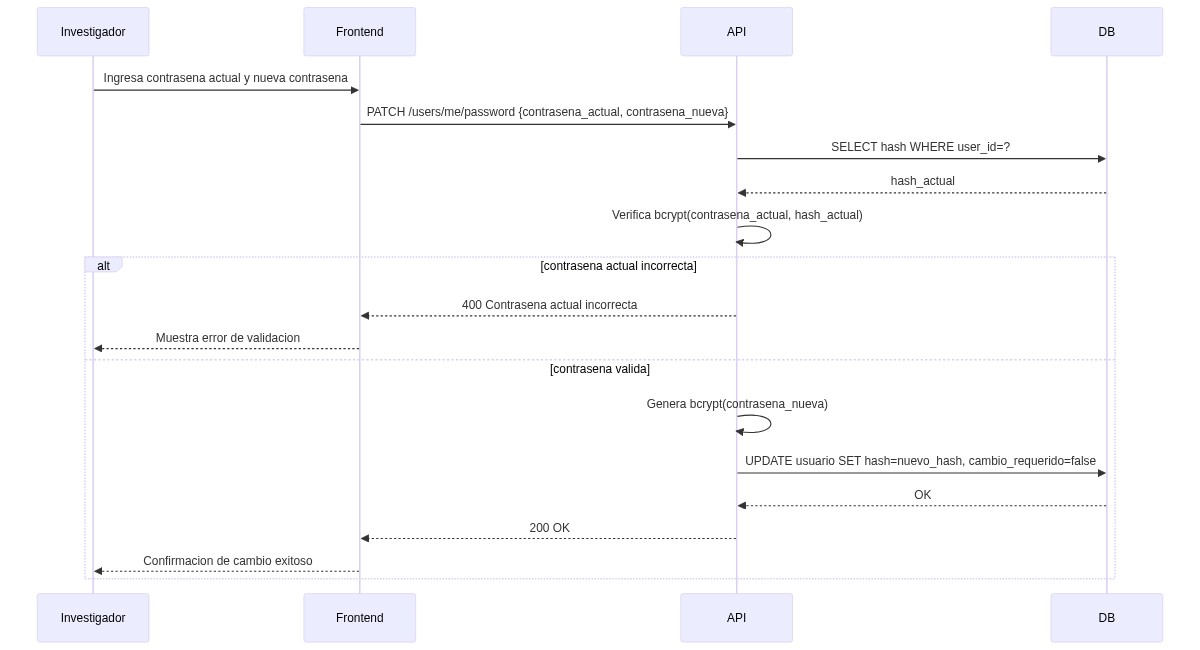 Investigador
Frontend
API
DB
Ingresa contrasena actual y nueva contrasena
PATCH /users/me/password {contrasena_actual, contrasena_nueva}
SELECT hash WHERE user_id=?
hash_actual
Verifica bcrypt(contrasena_actual, hash_actual)
alt
[contrasena actual incorrecta]
400 Contrasena actual incorrecta
Muestra error de validacion
[contrasena valida]
Genera bcrypt(contrasena_nueva)
UPDATE usuario SET hash=nuevo_hash, cambio_requerido=false
OK
200 OK
Confirmacion de cambio exitoso
Investigador
Frontend
API
DB